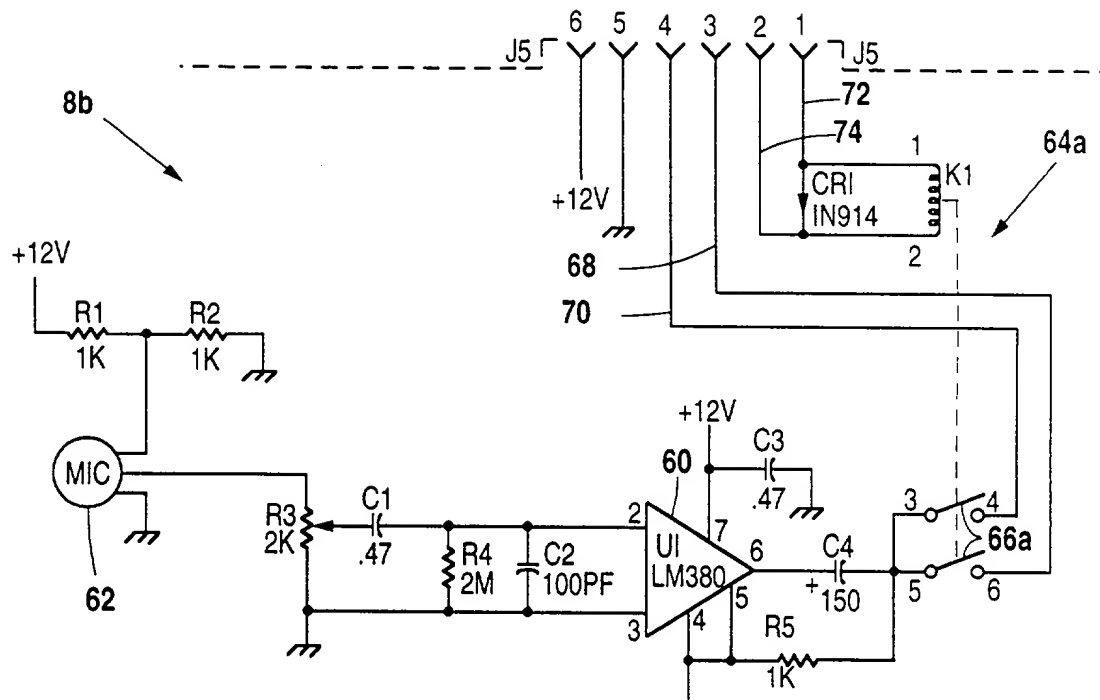 6 5 4 3 2 1
J5 J5
8b
72
74
64a
1
K1
+12V
CRI
IN914
2
+12V
68
R1 R2
70
1K 1K
+12V
C3
60
MIC
.47
3 4
R3
2K
C1
.47
2
7
R4
2M
C2
100PF
UI
LM380
6
C4
66a
+150
5 6
62
3
4
5
R5
1K